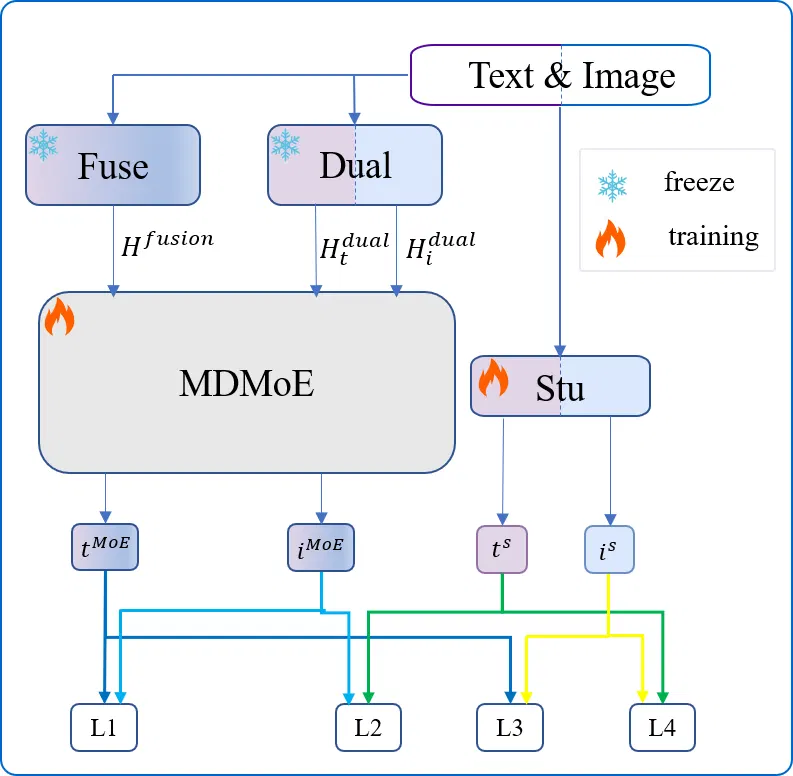 Text & Image
Fuse
Dual
freeze
training
H^{fusion}
H_t^{dual}
H_i^{dual}
MDMoE
Stu
t^{MoE}
i^{MoE}
t^s
i^s
L1
L2
L3
L4